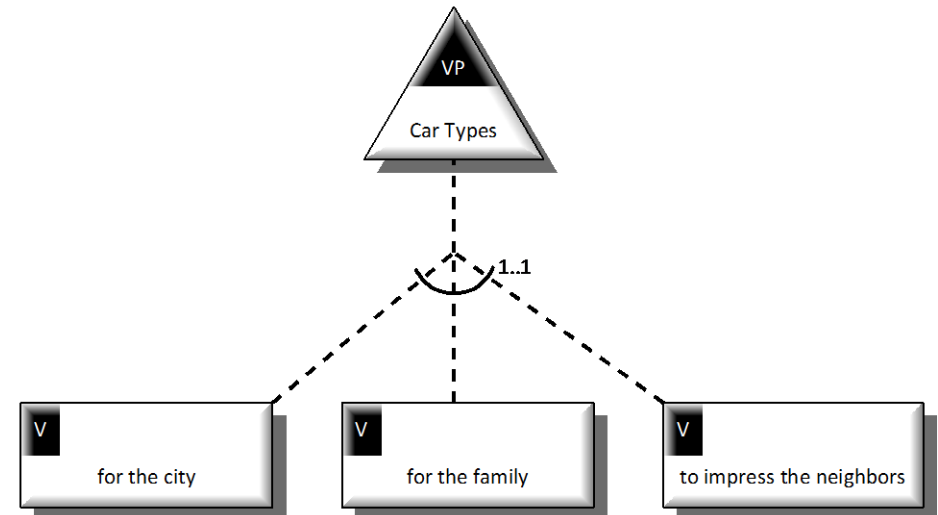 VP
Car Types
1..1
V
for the city
V
for the family
V
to impress the neighbors